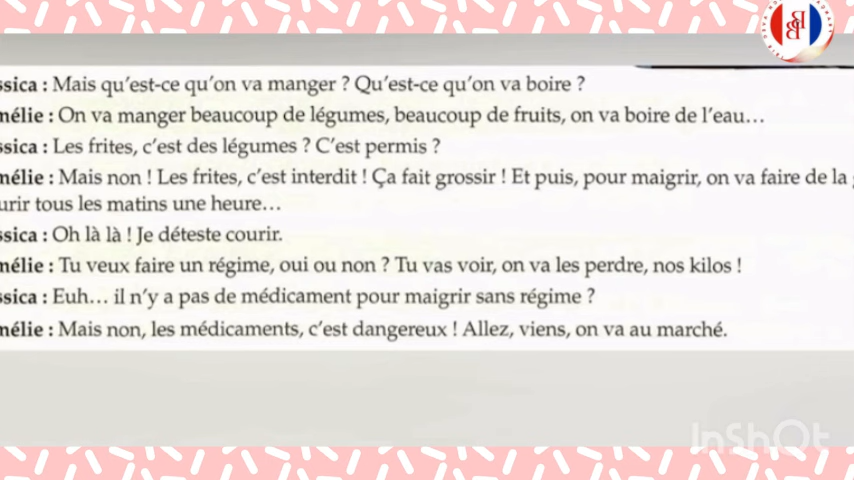 ssica : Mais qu'est-ce qu'on va manger ? Qu'est-ce qu'on va boire ?
nélie : On va manger beaucoup de légumes, beaucoup de fruits, on va boire de l'eau...
ssica : Les frites, c'est des légumes ? C'est permis ?
nélie : Mais non ! Les frites, c'est interdit ! Ça fait grossir ! Et puis, pour maigrir, on va faire de la
urir tous les matins une heure...
ssica : Oh là là ! Je déteste courir.
nélie : Tu veux faire un régime, oui ou non ? Tu vas voir, on va les perdre, nos kilos !
ssica : Euh... il n'y a pas de médicament pour maigrir sans régime ?
nélie : Mais non, les médicaments, c'est dangereux ! Allez, viens, on va au marché.
InShOt